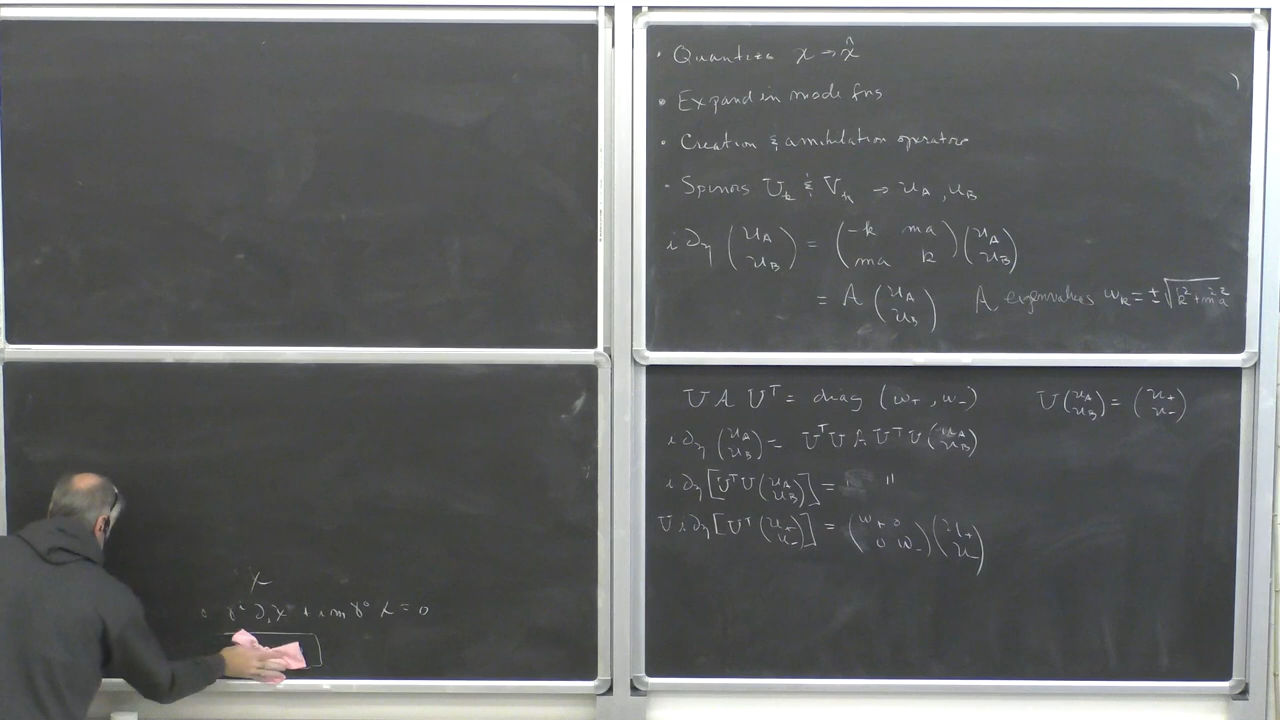 • Quantize χ → χ̂
• Expand in mode fns
• Creation & annihilation operators
• Spinors U_k & V_k → u_A, u_B
i ∂_η (u_A u_B) = (-k ma ma k) (u_A u_B)
= A (u_A u_B) A eigenvalues ω_k = ±√(k² + m²a²)
U A U^T = diag (ω_+, ω_-) U (u_A u_B) = (u_+ u_-)
i ∂_η (u_A u_B) = U^T U A U^T U (u_A u_B)
i ∂_η [U^T U (u_A u_B)] = "
U i ∂_η [U^T (u_+ u_-)] = (ω_+ 0 0 ω_-) (u_+ u_-)
χ
γ^i ∂_i χ + i m γ^0 χ = 0